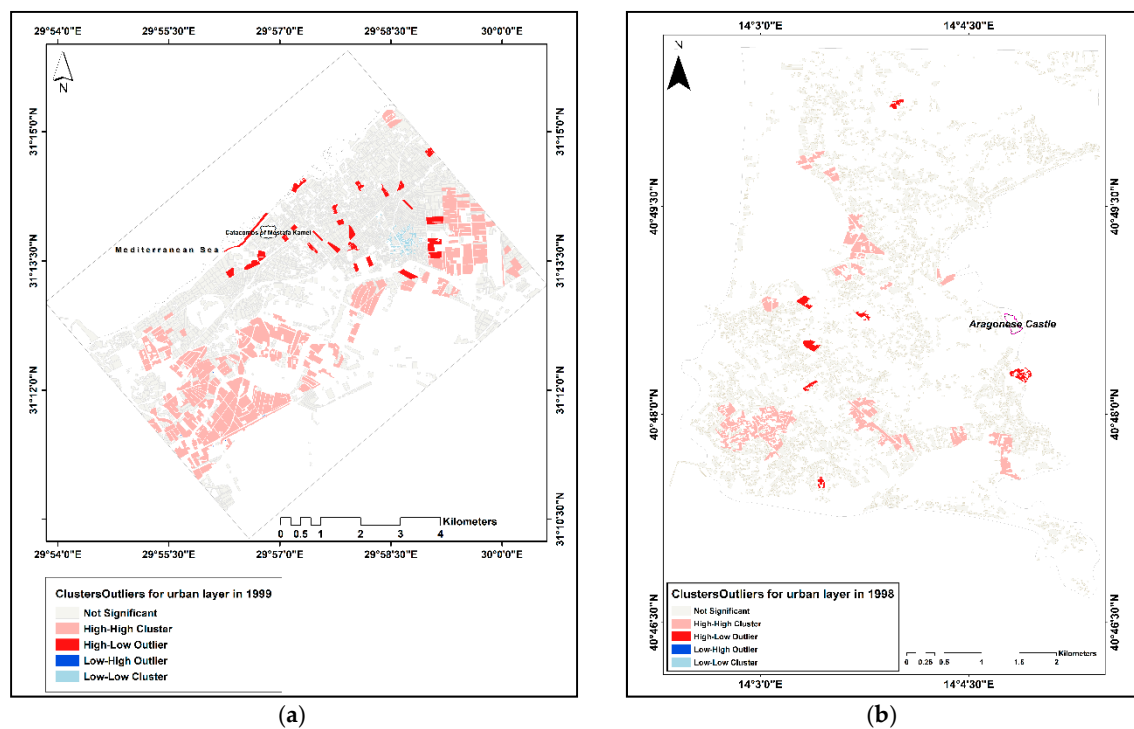 29°54'0"E 29°55'30"E 29°57'0"E 29°58'30"E 30°0'0"E
N
31°15'0"N
31°15'0"N
Catacombs of Mostafa Kamel
Mediterranean Sea
31°13'30"N
31°13'30"N
31°12'0"N
31°12'0"N
31°10'30"N
Kilometers
0 0.5 1 2 3 4
29°54'0"E 29°55'30"E 29°57'0"E 29°58'30"E 30°0'0"E
ClustersOutliers for urban layer in 1999
Not Significant
High-High Cluster
High-Low Outlier
Low-High Outlier
Low-Low Cluster
(a)
14°3'0"E 14°4'30"E
N
40°49'30"N
40°49'30"N
Aragonese Castle
40°48'0"N
40°48'0"N
40°46'30"N
40°46'30"N
ClustersOutliers for urban layer in 1998
Not Significant
High-High Cluster
High-Low Outlier
Low-High Outlier
Low-Low Cluster
Kilometers
0 0.25 0.5 1 1.5 2
14°3'0"E 14°4'30"E
(b)